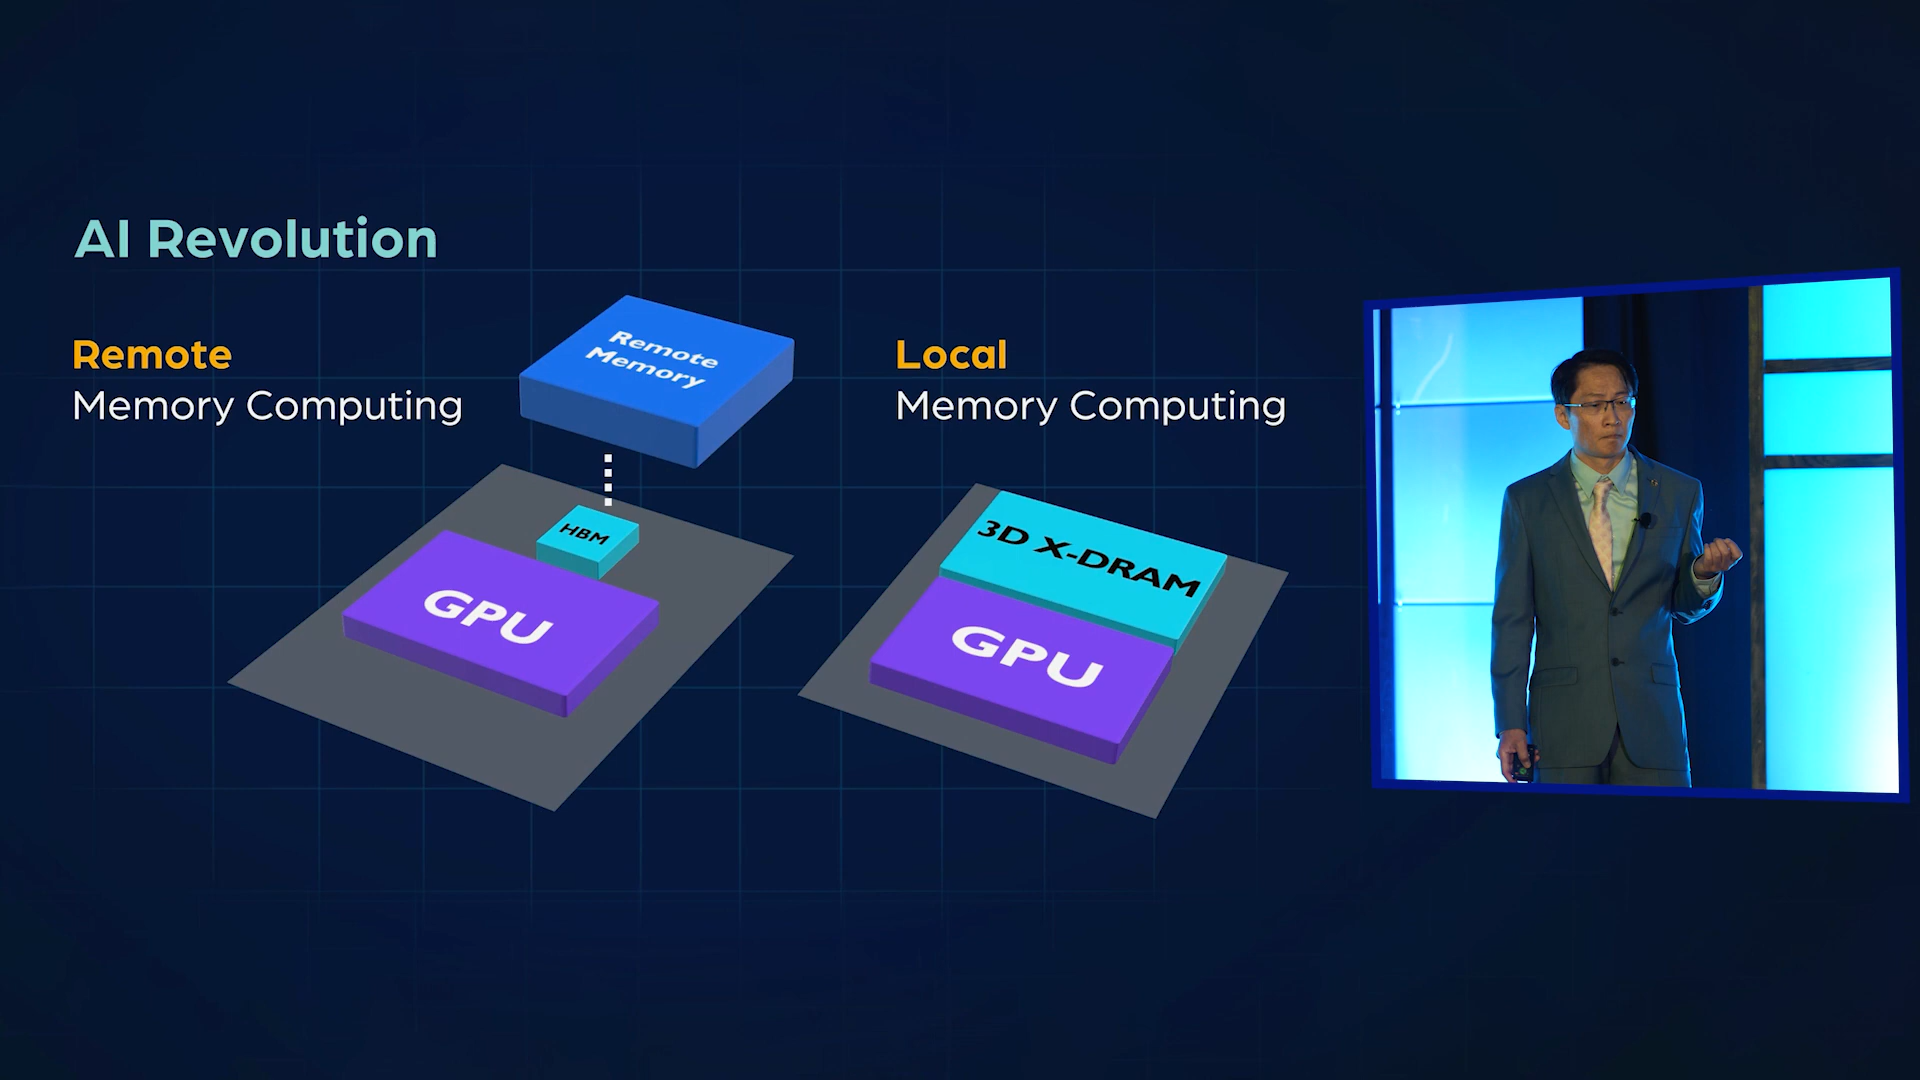 AI Revolution
Remote
Memory Computing
Remote
Memory
HBM
GPU
Local
Memory Computing
3D X-DRAM
GPU